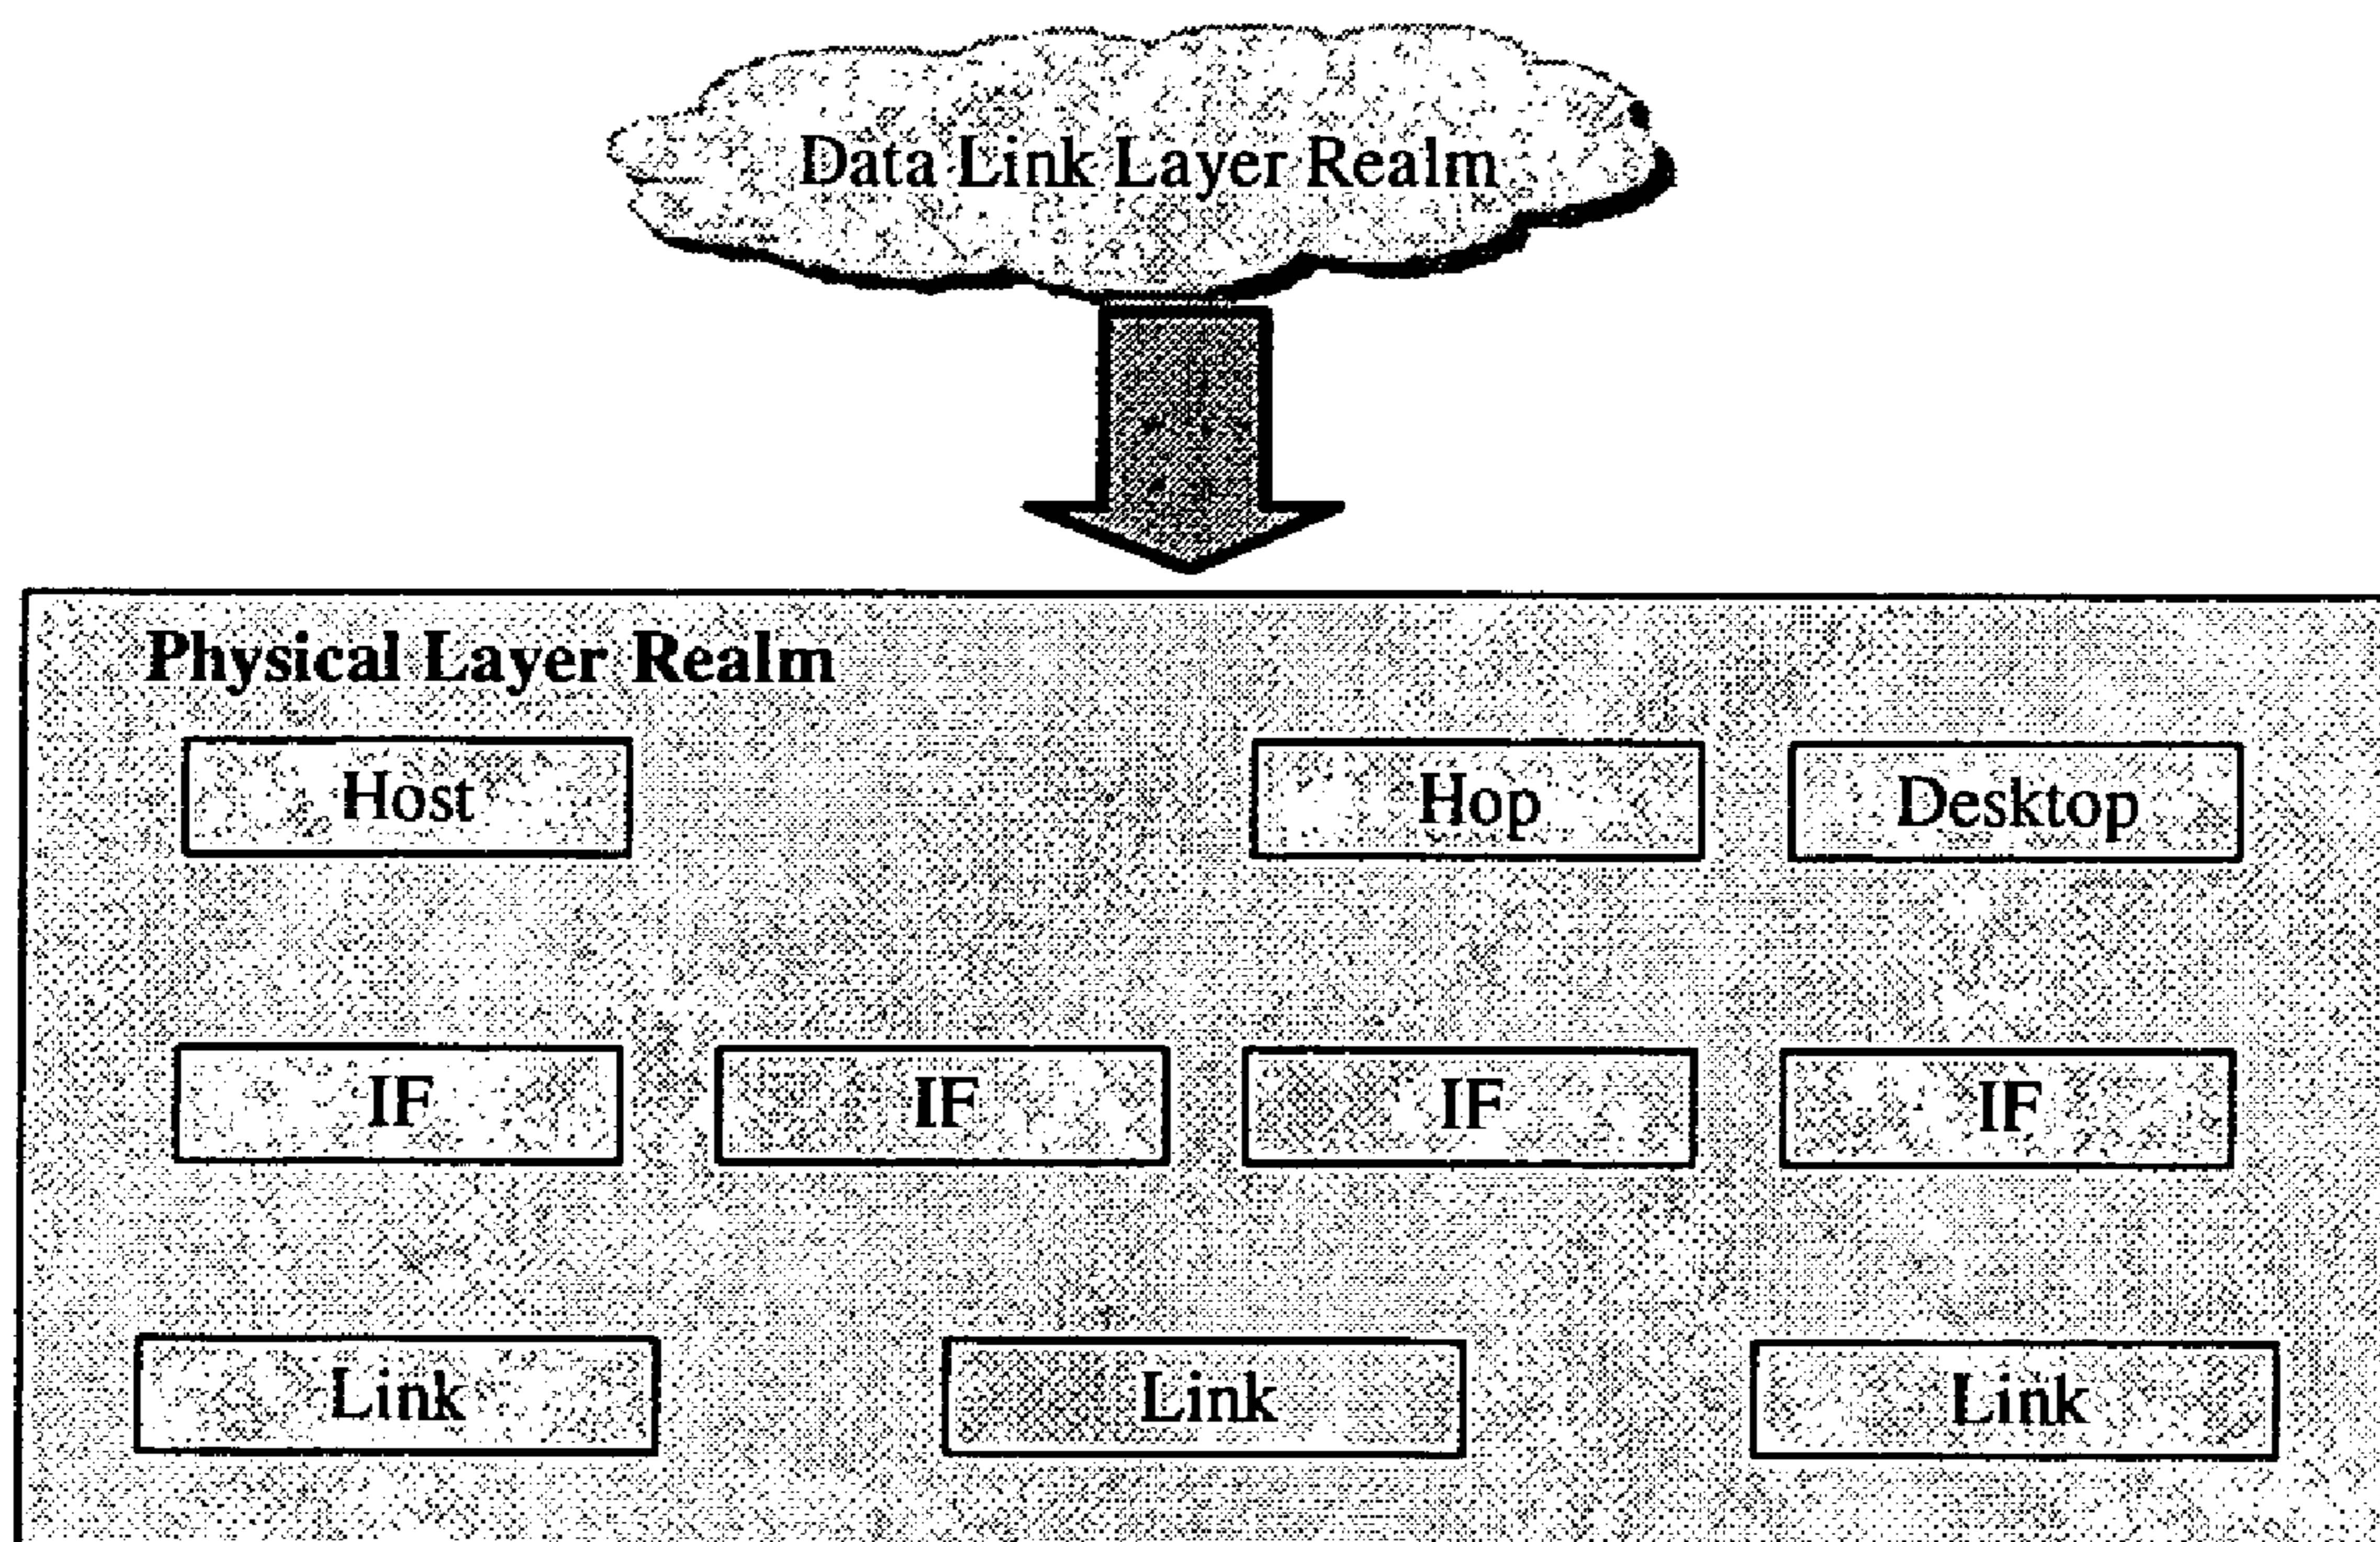 Data Link Layer Realm
Physical Layer Realm
Host Hop Desktop
IF IF IF IF
Link Link Link